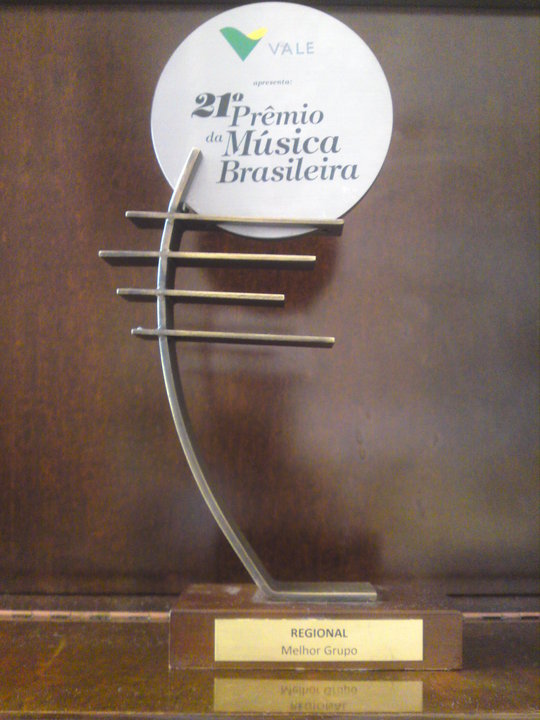 VALE
apresenta:
21º Prêmio
da Música
Brasileira
REGIONAL
Melhor Grupo